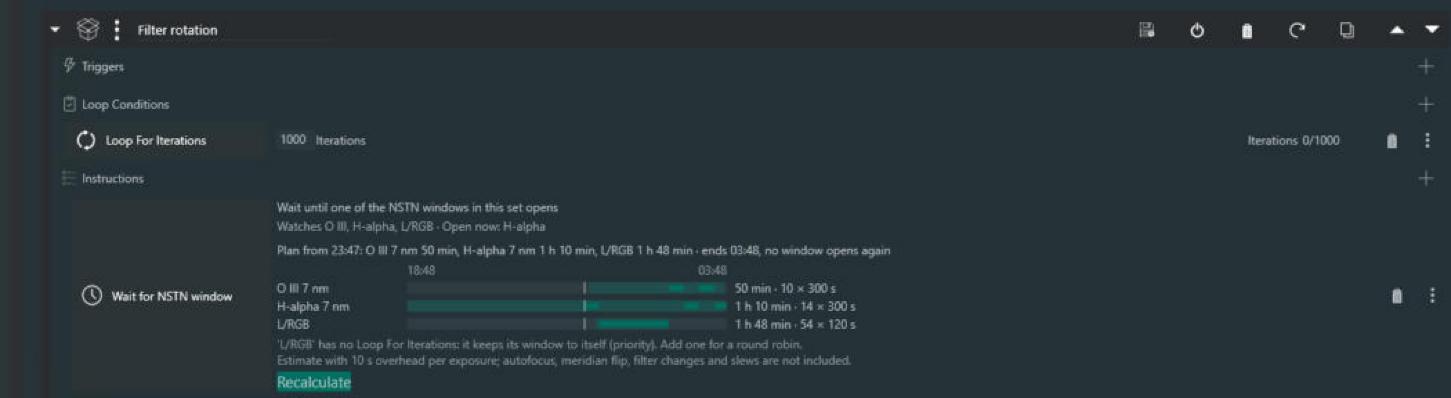 Filter rotation
Triggers
Loop Conditions
Loop For Iterations 1000 Iterations Iterations 0/1000
Instructions
Wait for NSTN window
Wait until one of the NSTN windows in this set opens
Watches O III, H-alpha, L/RGB · Open now: H-alpha
Plan from 23:47: O III 7 nm 50 min, H-alpha 7 nm 1 h 10 min, L/RGB 1 h 48 min · ends 03:48, no window opens again
18:48 03:48
O III 7 nm 50 min · 10 × 300 s
H-alpha 7 nm 1 h 10 min · 14 × 300 s
L/RGB 1 h 48 min · 54 × 120 s
'L/RGB' has no Loop For Iterations: it keeps its window to itself (priority). Add one for a round robin.
Estimate with 10 s overhead per exposure; autofocus, meridian flip, filter changes and slews are not included.
Recalculate